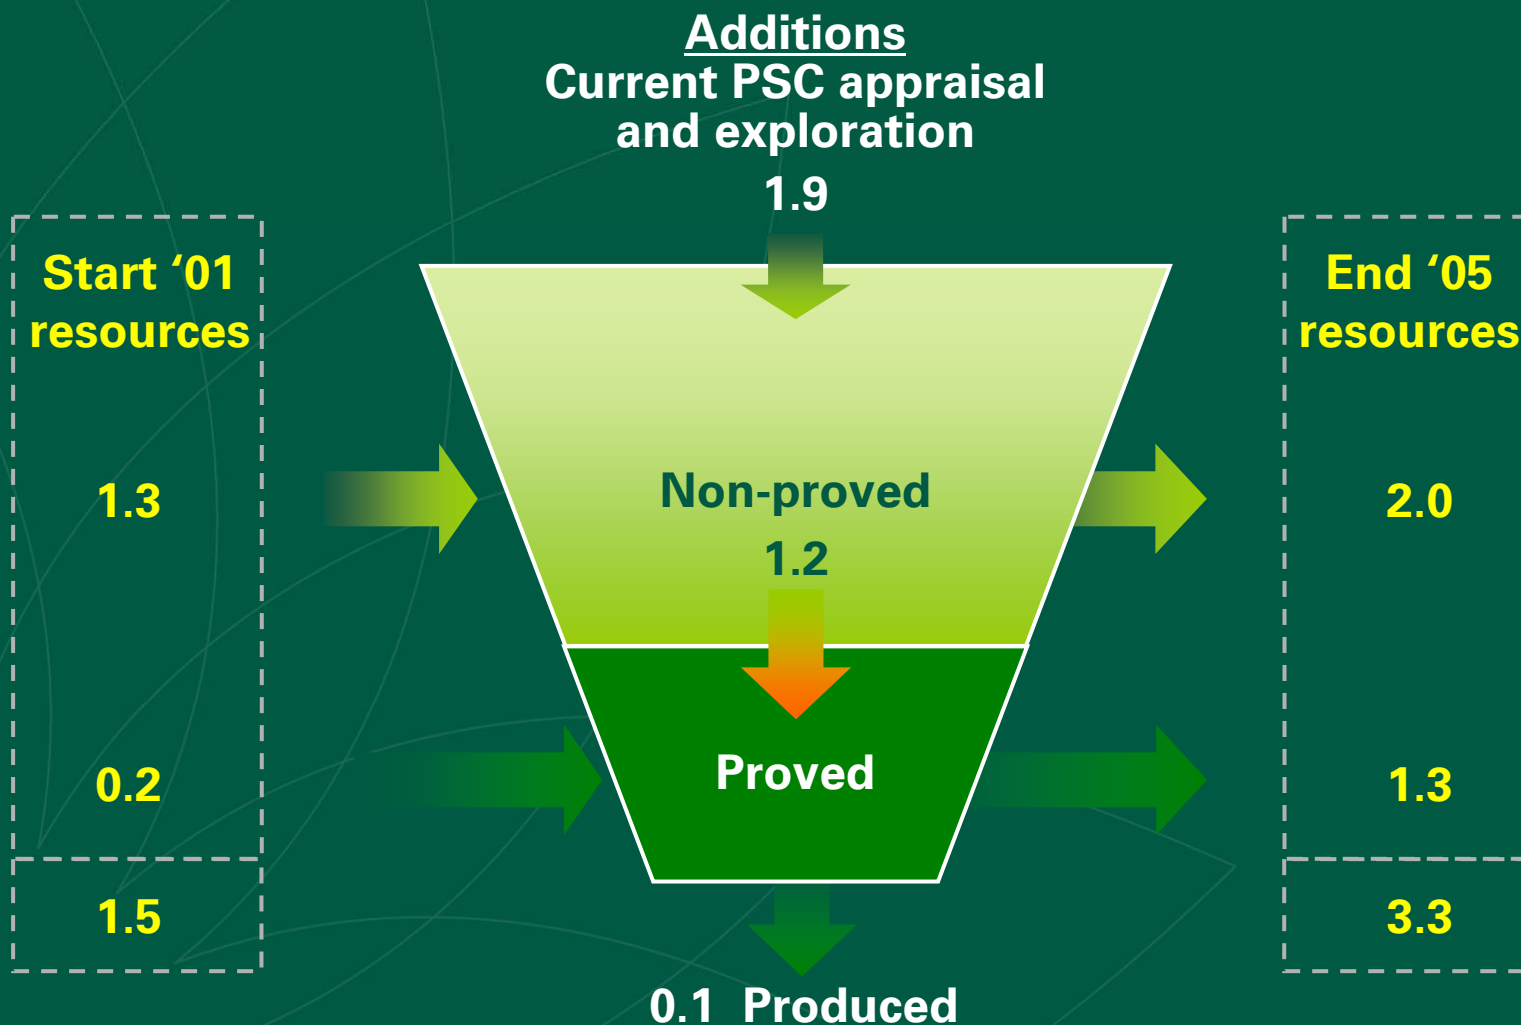 Additions
Current PSC appraisal
and exploration
1.9
Start ‘01
resources
1.3
0.2
1.5
Non-proved
1.2
Proved
0.1 Produced
End ‘05
resources
2.0
1.3
3.3